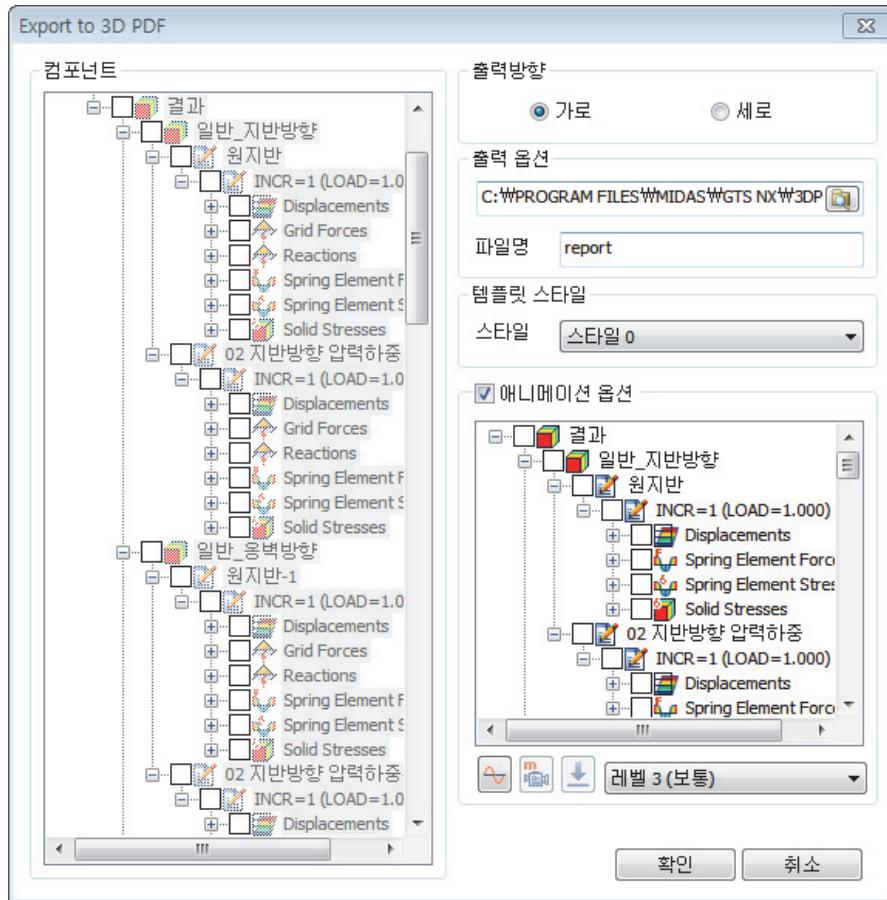 Export to 3D PDF
컴포넌트
결과
일반_지반방향
원지반
INCR=1 (LOAD=1.0
Displacements
Grid Forces
Reactions
Spring Element F
Spring Element S
Solid Stresses
02 지반방향 압력하중
INCR=1 (LOAD=1.0
Displacements
Grid Forces
Reactions
Spring Element F
Spring Element S
Solid Stresses
일반_옹벽방향
원지반-1
INCR=1 (LOAD=1.0
Displacements
Grid Forces
Reactions
Spring Element F
Spring Element S
Solid Stresses
02 지반방향 압력하중
INCR=1 (LOAD=1.0
Displacements
출력방향
가로 세로
출력 옵션
C:₩PROGRAM FILES₩MIDAS₩GTS NX₩3DP
파일명 report
템플릿 스타일
스타일 스타일 0
애니메이션 옵션
결과
일반_지반방향
원지반
INCR=1 (LOAD=1.000)
Displacements
Spring Element Forc
Spring Element Stres
Solid Stresses
02 지반방향 압력하중
INCR=1 (LOAD=1.000)
Displacements
Spring Element Forc
레벨 3 (보통)
확인 취소